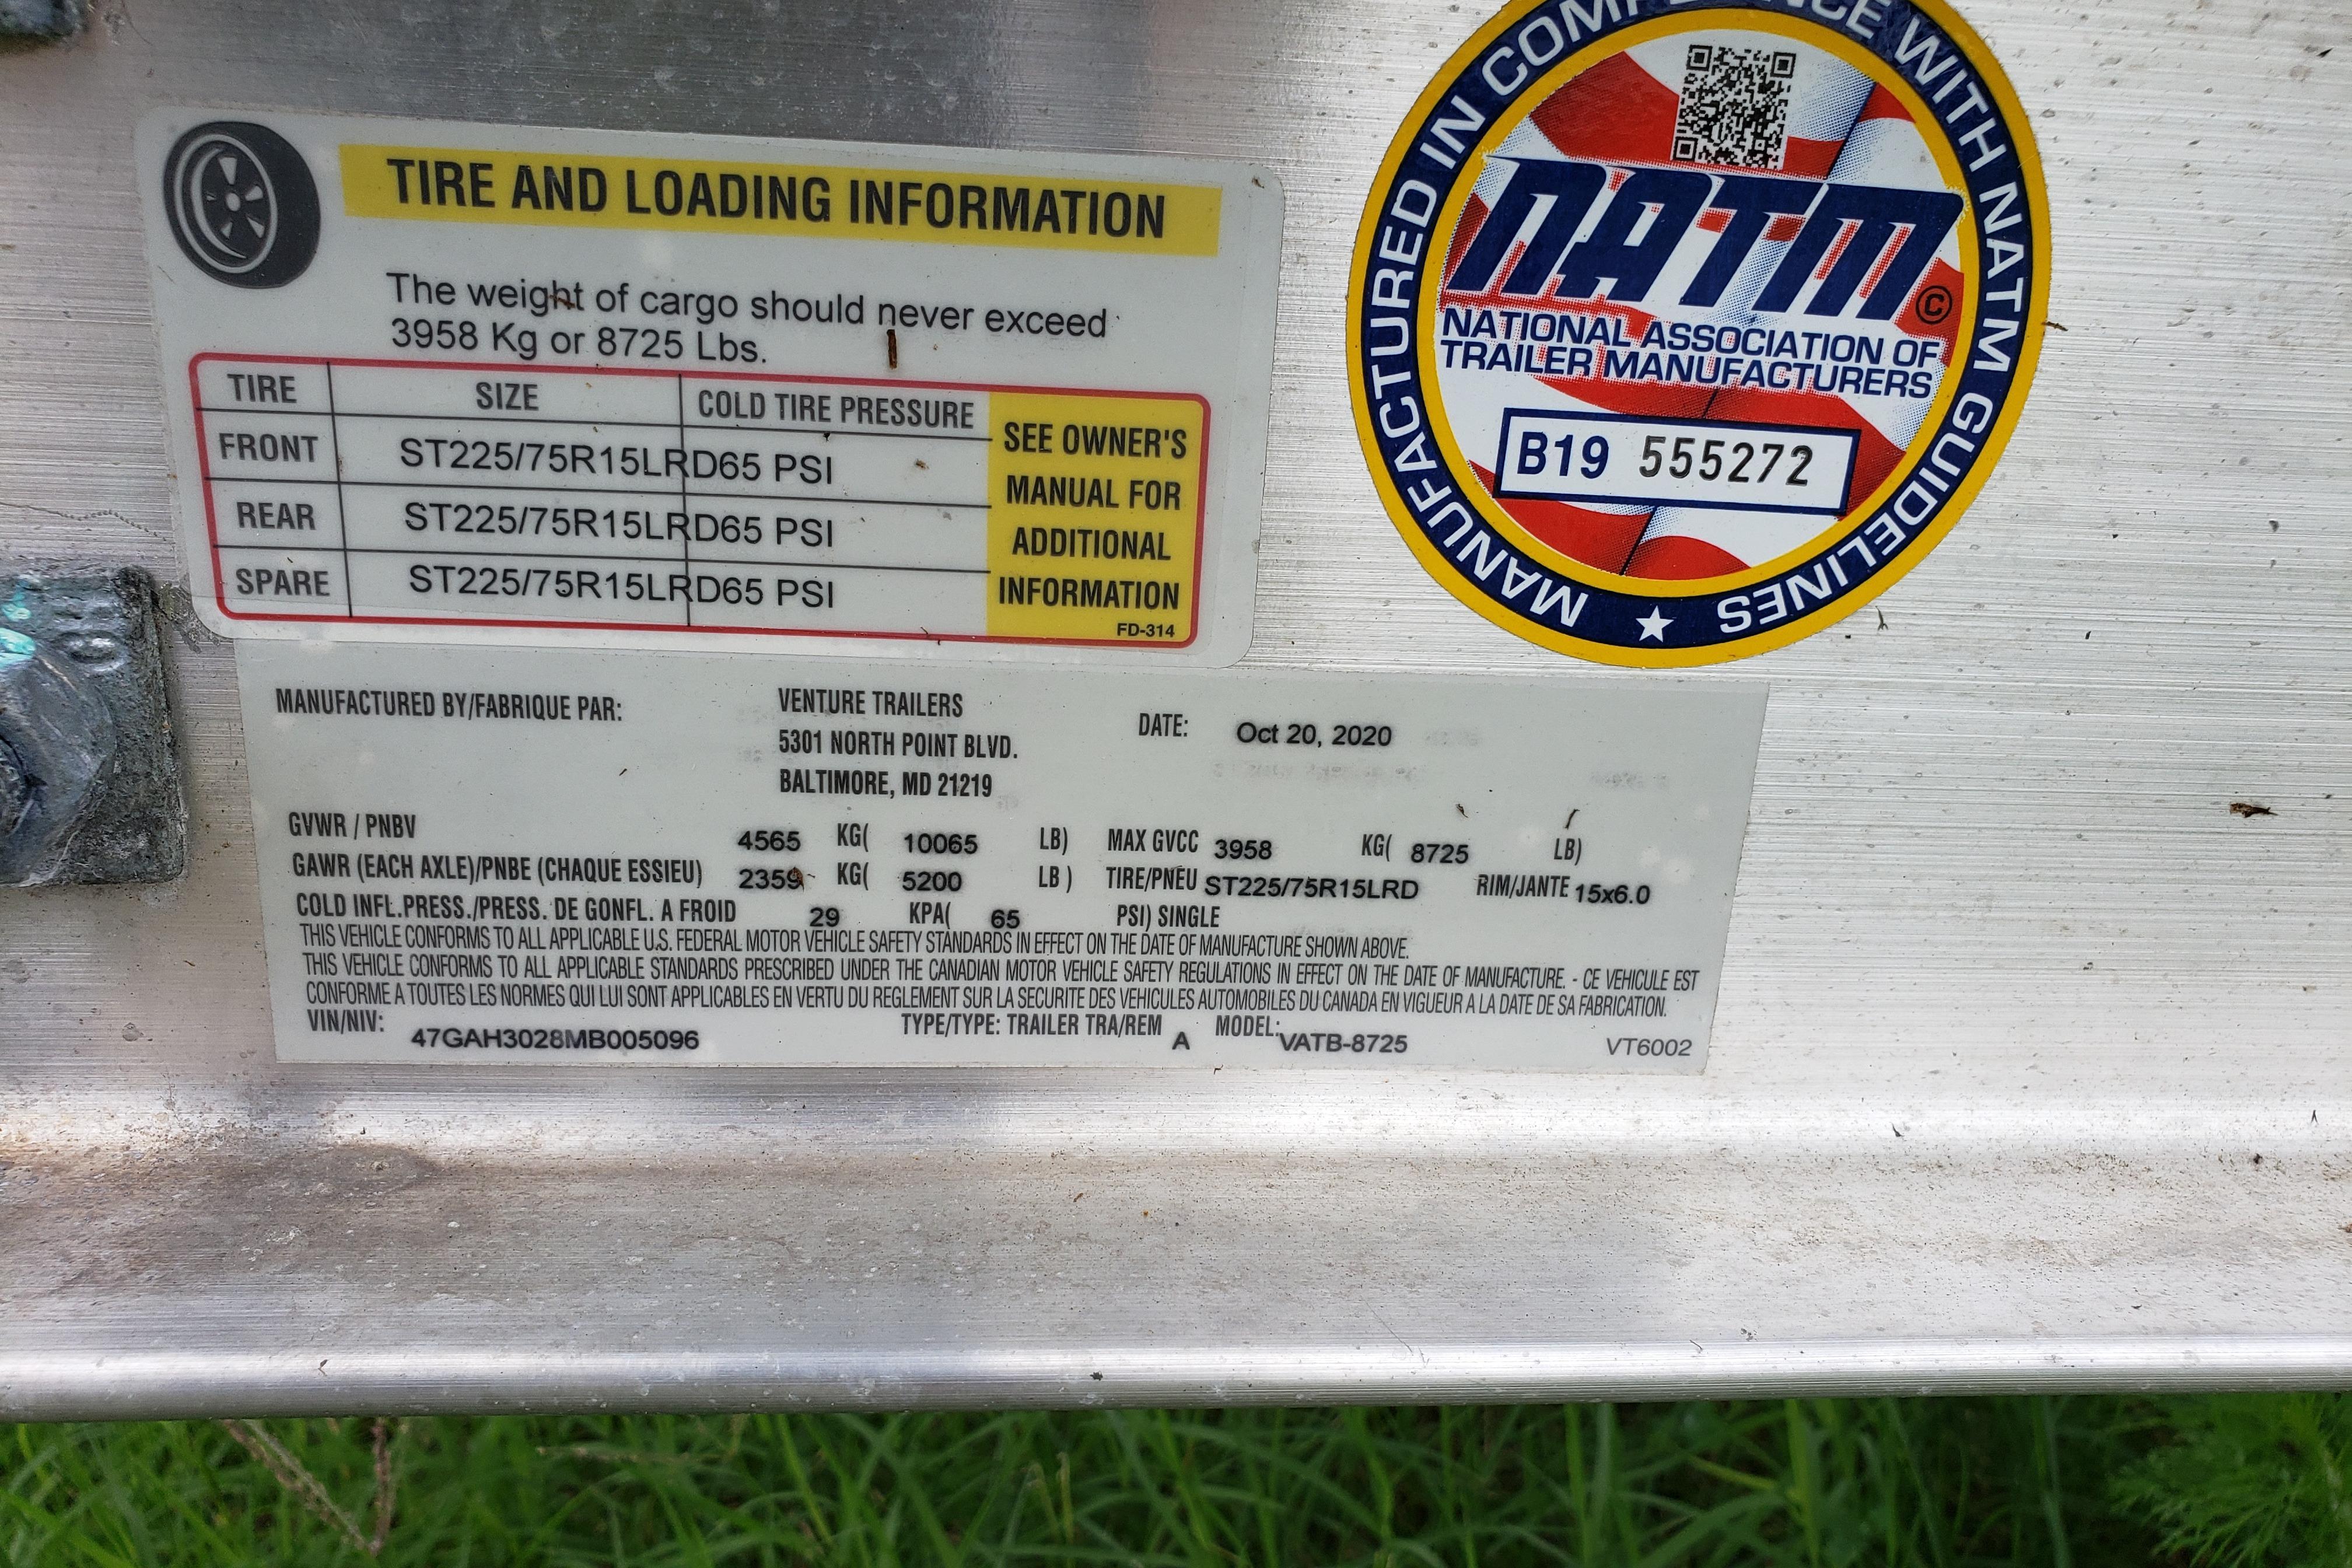 TIRE AND LOADING INFORMATION
The weight of cargo should never exceed
3958 Kg or 8725 Lbs.
TIRE SIZE COLD TIRE PRESSURE
FRONT ST225/75R15LRD65 PSI
REAR ST225/75R15LRD65 PSI
SPARE ST225/75R15LRD65 PSI
SEE OWNER'S
MANUAL FOR
ADDITIONAL
INFORMATION
FD-314
MANUFACTURED IN COMPLIANCE WITH NATM GUIDELINES
NATM ©
NATIONAL ASSOCIATION OF
TRAILER MANUFACTURERS
B19 555272
MANUFACTURED BY/FABRIQUE PAR: VENTURE TRAILERS DATE: Oct 20, 2020
5301 NORTH POINT BLVD.
BALTIMORE, MD 21219
GVWR / PNBV 4565 KG( 10065 LB) MAX GVCC 3958 KG( 8725 LB)
GAWR (EACH AXLE)/PNBE (CHAQUE ESSIEU) 2359 KG( 5200 LB ) TIRE/PNEU ST225/75R15LRD RIM/JANTE 15x6.0
COLD INFL.PRESS./PRESS. DE GONFL. A FROID 29 KPA( 65 PSI) SINGLE
THIS VEHICLE CONFORMS TO ALL APPLICABLE U.S. FEDERAL MOTOR VEHICLE SAFETY STANDARDS IN EFFECT ON THE DATE OF MANUFACTURE SHOWN ABOVE.
THIS VEHICLE CONFORMS TO ALL APPLICABLE STANDARDS PRESCRIBED UNDER THE CANADIAN MOTOR VEHICLE SAFETY REGULATIONS IN EFFECT ON THE DATE OF MANUFACTURE. - CE VEHICULE EST
CONFORME A TOUTES LES NORMES QUI LUI SONT APPLICABLES EN VERTU DU REGLEMENT SUR LA SECURITE DES VEHICULES AUTOMOBILES DU CANADA EN VIGUEUR A LA DATE DE SA FABRICATION.
VIN/NIV: 47GAH3028MB005096 TYPE/TYPE: TRAILER TRA/REM A MODEL: VATB-8725 VT6002